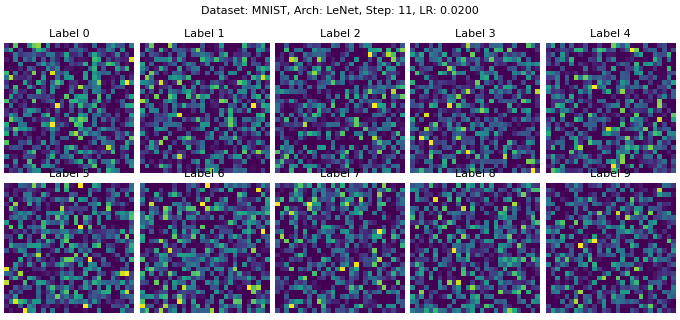 Dataset: MNIST, Arch: LeNet, Step: 11, LR: 0.0200
Label 0 Label 1 Label 2 Label 3 Label 4
Label 5 Label 6 Label 7 Label 8 Label 9